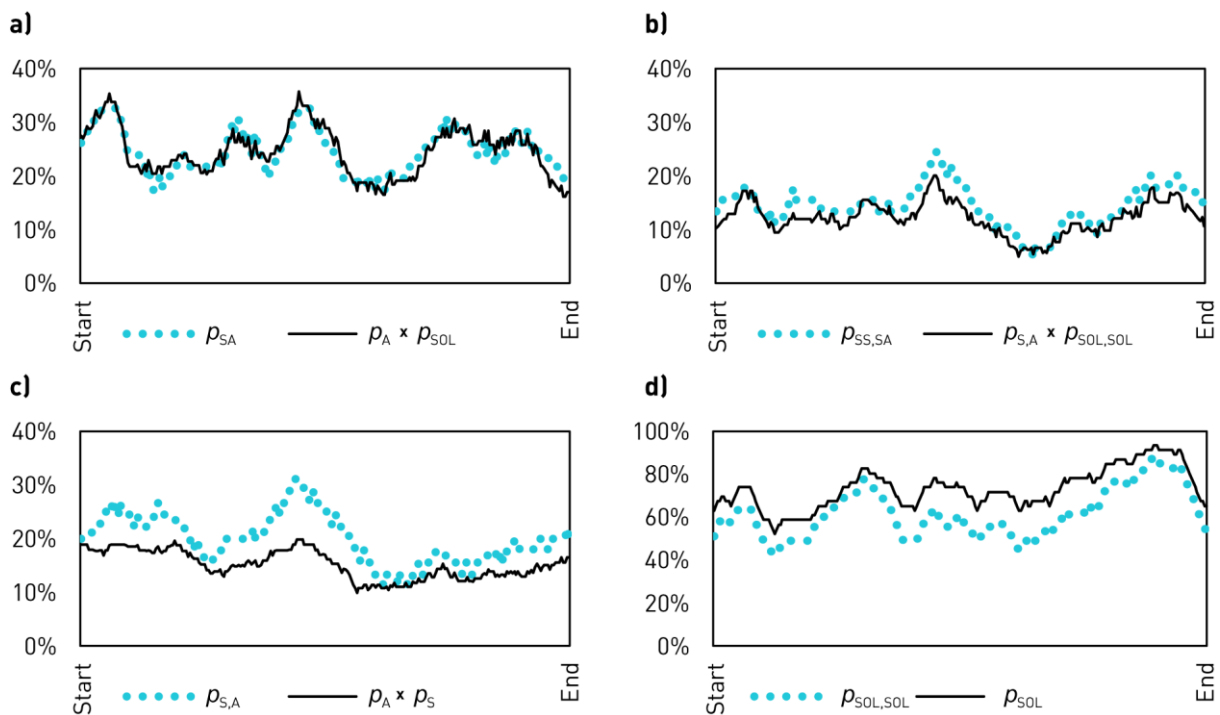 a)
40%
30%
20%
10%
0%
Start
End
pSA
pA x pSOL
b)
40%
30%
20%
10%
0%
Start
End
pSS,SA
pS,A x pSOL,SOL
c)
40%
30%
20%
10%
0%
Start
End
pS,A
pA x pS
d)
100%
80%
60%
40%
20%
0%
Start
End
pSOL,SOL
pSOL